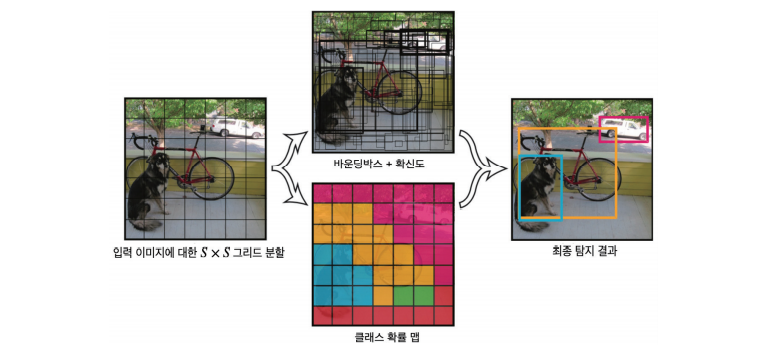 바운딩박스 + 확신도
입력 이미지에 대한 S × S 그리드 분할
최종 탐지 결과
클래스 확률 맵